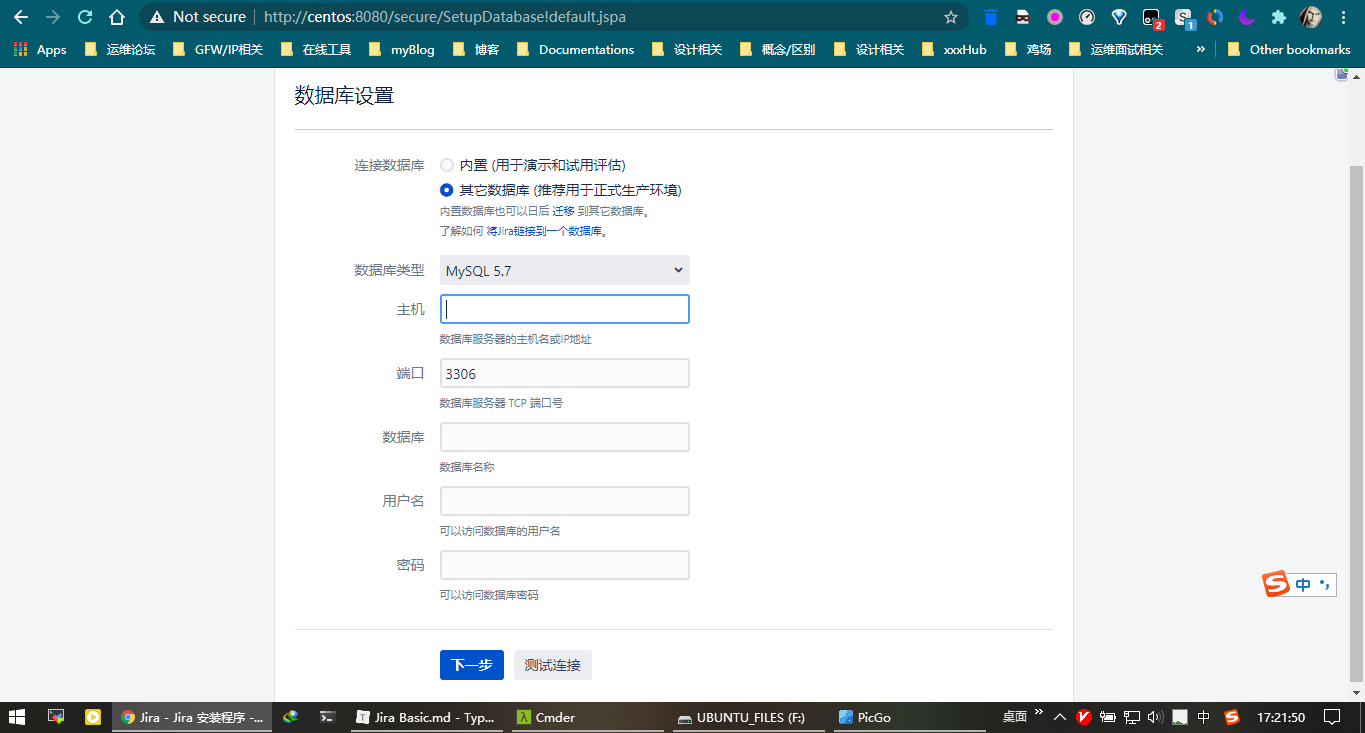 Not secure http://centos:8080/secure/SetupDatabase!default.jspa 2 1
Apps 运维论坛 GFW/IP相关 在线工具 myBlog 博客 Documentations 设计相关 概念/区别 设计相关 xxxHub 鸡场 运维面试相关 » Other bookmarks
数据库设置
连接数据库 内置 (用于演示和试用评估)
其它数据库 (推荐用于正式生产环境)
内置数据库也可以日后 迁移 到其它数据库。
了解如何 将Jira链接到一个数据库。
数据库类型 MySQL 5.7
主机
数据库服务器的主机名或IP地址
端口 3306
数据库服务器 TCP 端口号
数据库
数据库名称
用户名
可以访问数据库的用户名
密码
可以访问数据库密码
中 °,
下一步 测试连接
Jira - Jira 安装程序 -... Jira Basic.md - Typ... Cmder UBUNTU_FILES (F:) PicGo 桌面 » 中 17:21:50